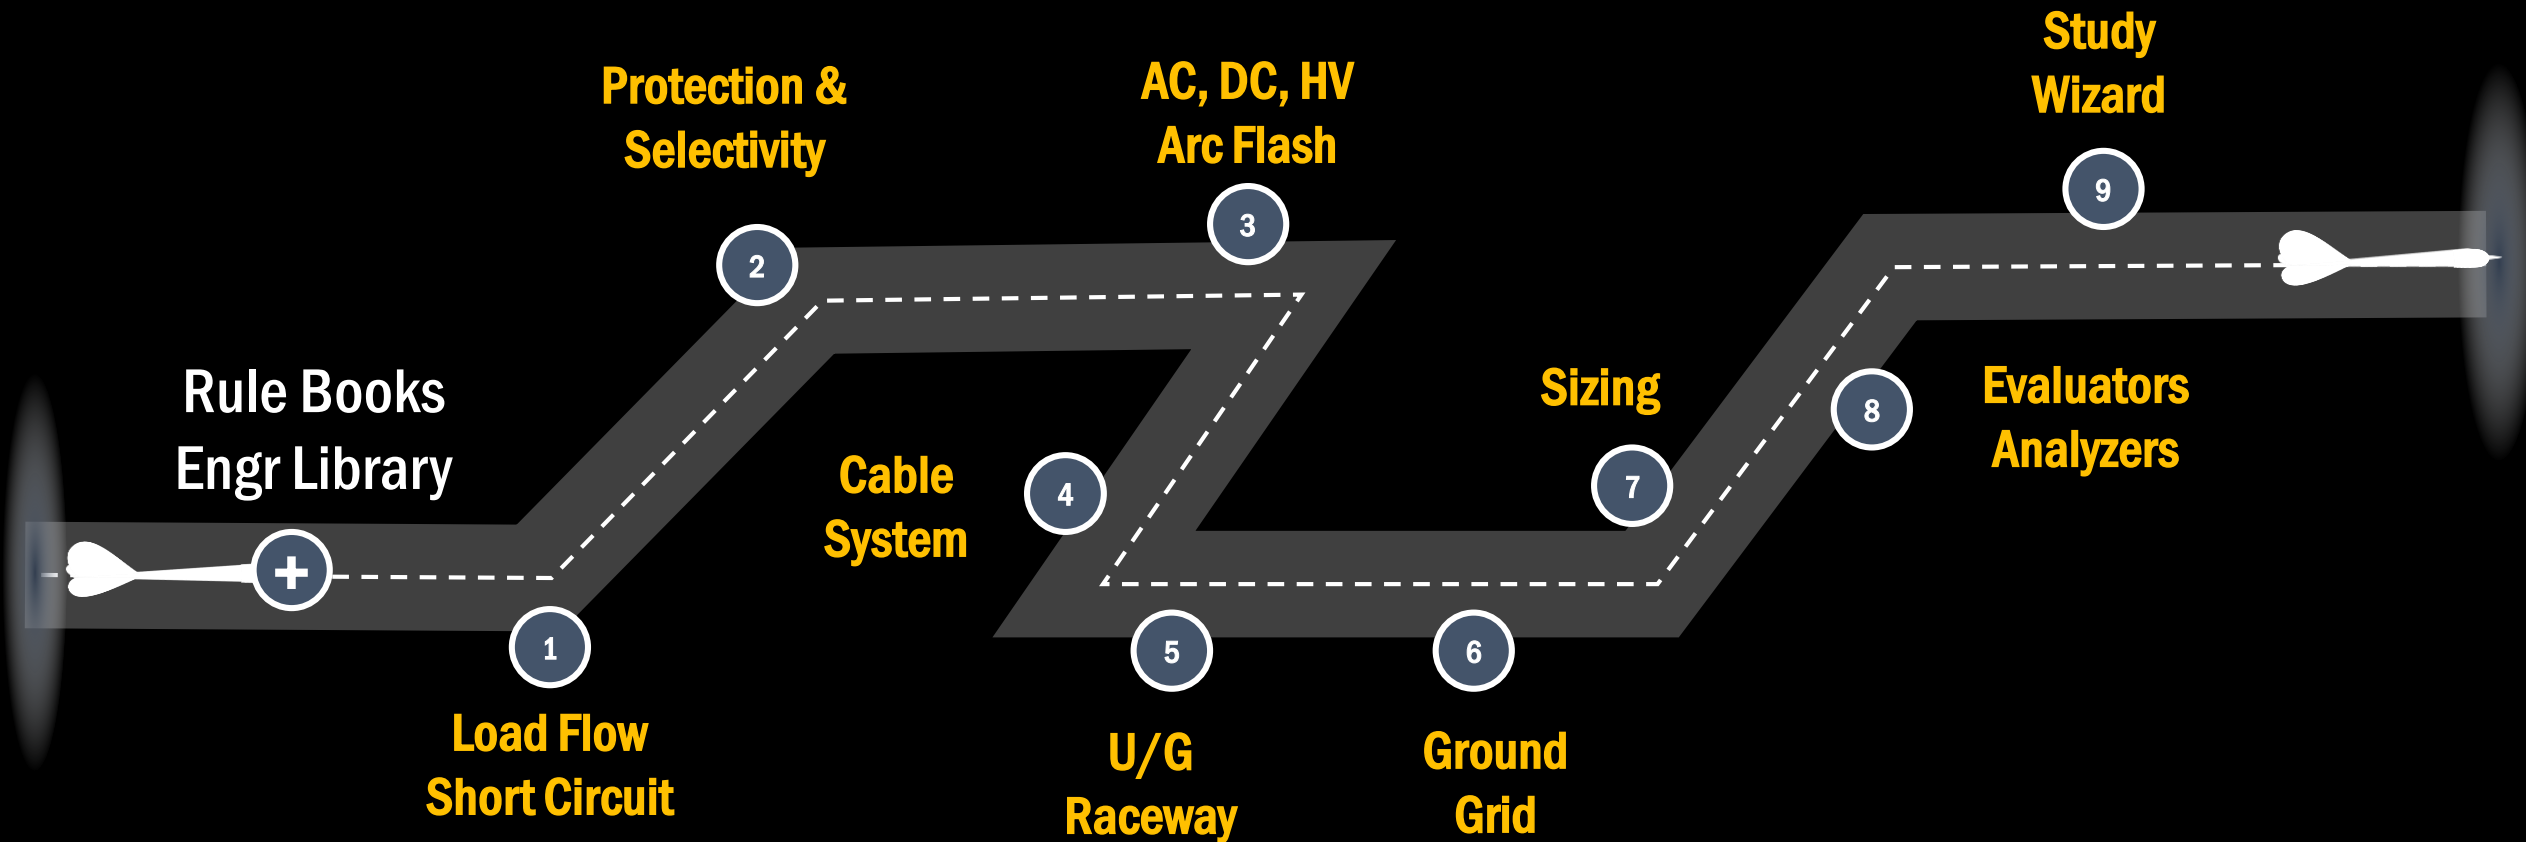 Rule Books
Engr Library
+
1
Load Flow
Short Circuit
Protection &
Selectivity
2
AC, DC, HV
Arc Flash
3
Cable
System
4
5
U/G
Raceway
6
Ground
Grid
Sizing
7
8
Evaluators
Analyzers
Study
Wizard
9